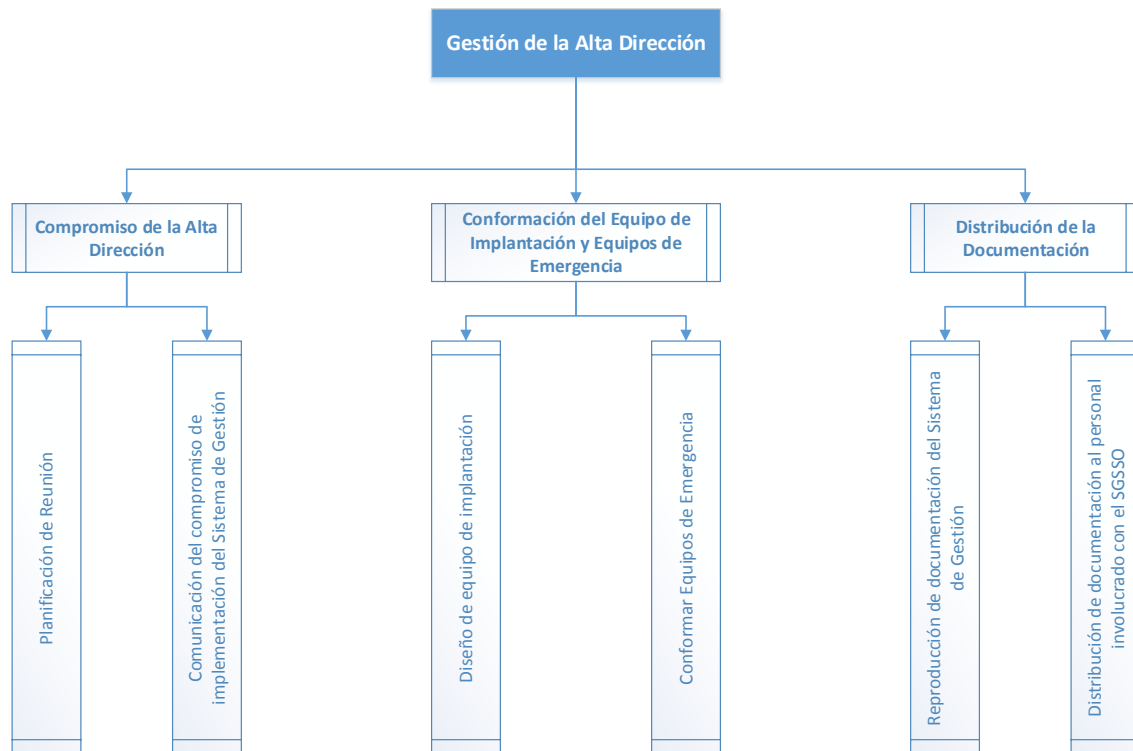 Gestión de la Alta Dirección
Compromiso de la Alta
Dirección
Conformación del Equipo de
Implantación y Equipos de
Emergencia
Distribución de la
Documentación
Planificación de Reunión
Comunicación del compromiso de
implementación del Sistema de Gestión
Diseño de equipo de implantación
Conformar Equipos de Emergencia
Reproducción de documentación del Sistema
de Gestión
Distribución de documentación al personal
involucrado con el SGSSO